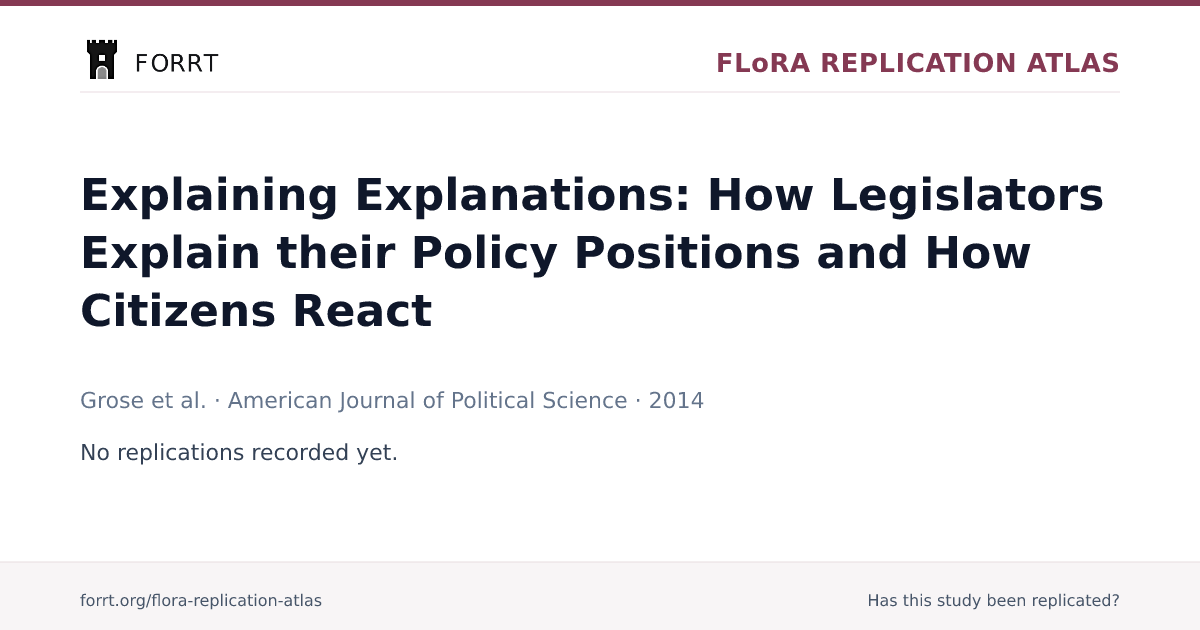 FORRT
FLoRA REPLICATION ATLAS
Explaining Explanations: How Legislators
Explain their Policy Positions and How
Citizens React
Grose et al. · American Journal of Political Science · 2014
No replications recorded yet.
forrt.org/flora-replication-atlas
Has this study been replicated?